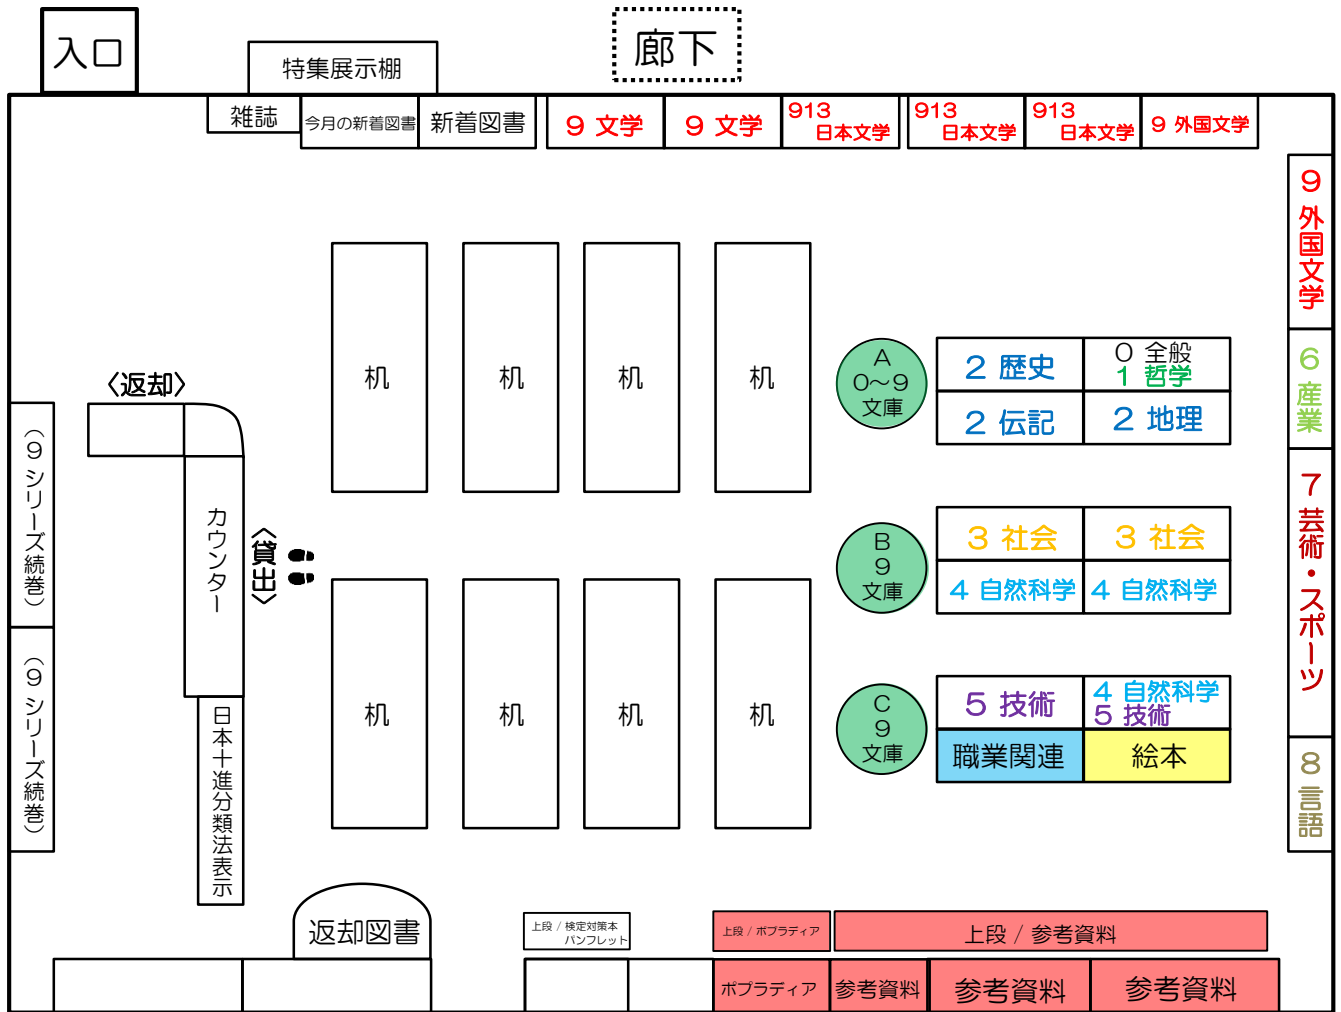 入口
廊下
特集展示棚
雑誌
今月の新着図書
新着図書
9 文学
9 文学
913
日本文学
913
日本文学
913
日本文学
9 外国文学
9 外国文学
6 産業
7 芸術・スポーツ
8 言語
机
机
机
机
A
0～9
文庫
2 歴史
0 全般
1 哲学
2 伝記
2 地理
〈返却〉
(9 シリーズ続巻)
カウンター
〈貸出〉
B
9
文庫
3 社会
3 社会
4 自然科学
4 自然科学
(9 シリーズ続巻)
日本十進分類法表示
机
机
机
机
C
9
文庫
5 技術
4 自然科学
5 技術
職業関連
絵本
返却図書
上段 / 検定対策本
パンフレット
上段 / ポプラディア
上段 / 参考資料
ポプラディア
参考資料
参考資料
参考資料